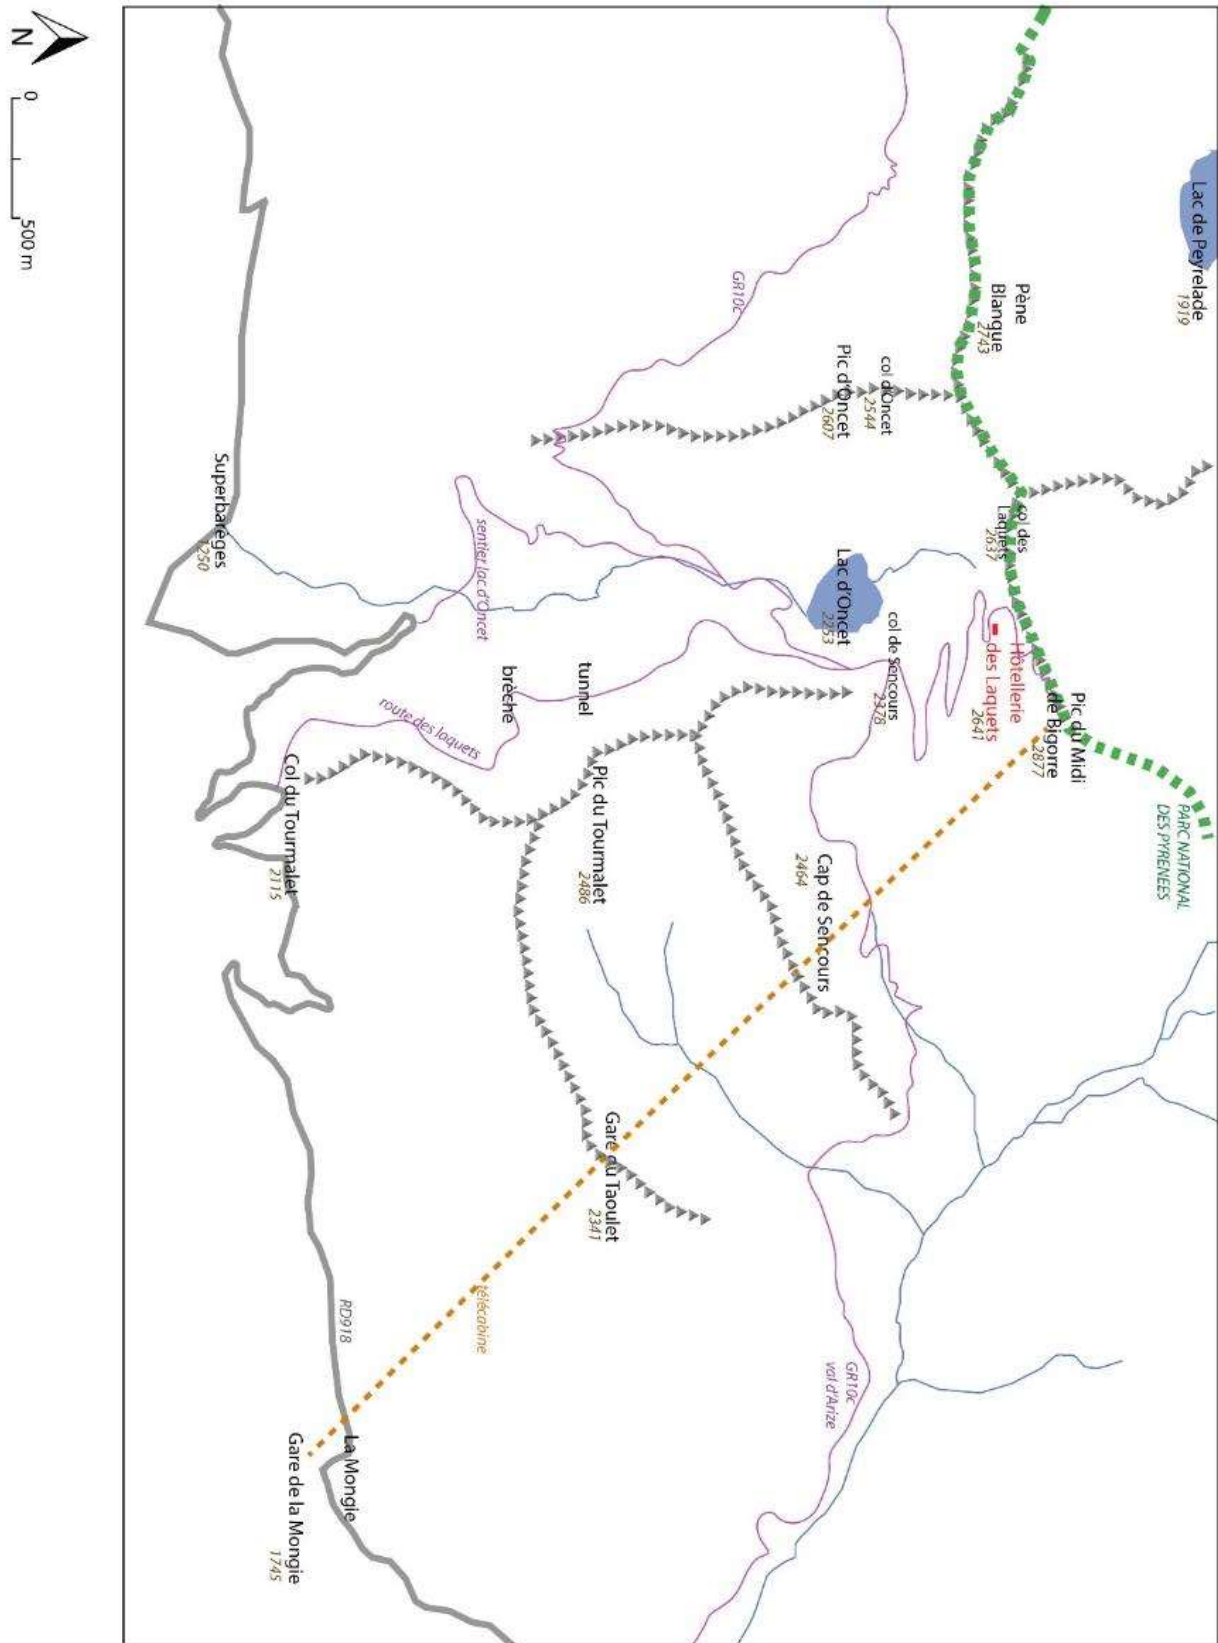 N
0
500 m
Lac de Peyrelade
1919
Pène
Blanque
2743
col d'Oncet
2544
Pic d'Oncet
2607
GR10c
col des
Laquets
2637
Lac d'Oncet
2253
sentier lac d'Oncet
Superbarèges
1250
Hôtellerie
des Laquets
2641
col de Sencours
2378
Pic du Midi
de Bigorre
2877
PARC NATIONAL
DES PYRENEES
tunnel
brèche
route des laquets
Col du Tourmalet
2115
Pic du Tourmalet
2486
Cap de Sencours
2464
Gare du Taoulet
2341
télécabine
RD918
GR10c
val d'Arize
La Mongie
Gare de la Mongie
1745